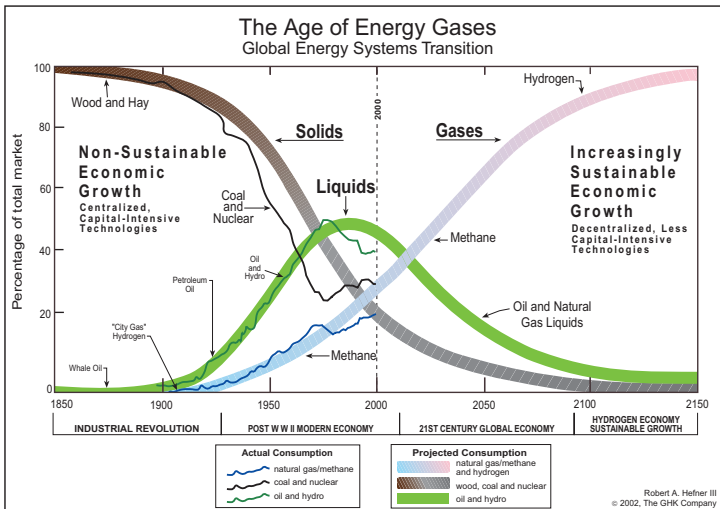 The Age of Energy Gases
Global Energy Systems Transition
Percentage of total market
100
80
60
40
20
0
Wood and Hay
Solids
2000
Gases
Hydrogen
Non-Sustainable
Economic
Growth
Centralized,
Capital-Intensive
Technologies
Increasingly
Sustainable
Economic
Growth
Decentralized, Less
Capital-Intensive
Technologies
Liquids
Coal
and
Nuclear
Methane
Oil
and
Hydro
Petroleum
Oil
Oil and Natural
Gas Liquids
"City Gas"
Hydrogen
Methane
Whale Oil
1850
1900
1950
2000
2050
2100
2150
INDUSTRIAL REVOLUTION
POST W W II MODERN ECONOMY
21ST CENTURY GLOBAL ECONOMY
HYDROGEN ECONOMY
SUSTAINABLE GROWTH
Actual Consumption
natural gas/methane
coal and nuclear
oil and hydro
Projected Consumption
natural gas/methane
and hydrogen
wood, coal and nuclear
oil and hydro
Robert A. Hefner III
© 2002, The GHK Company